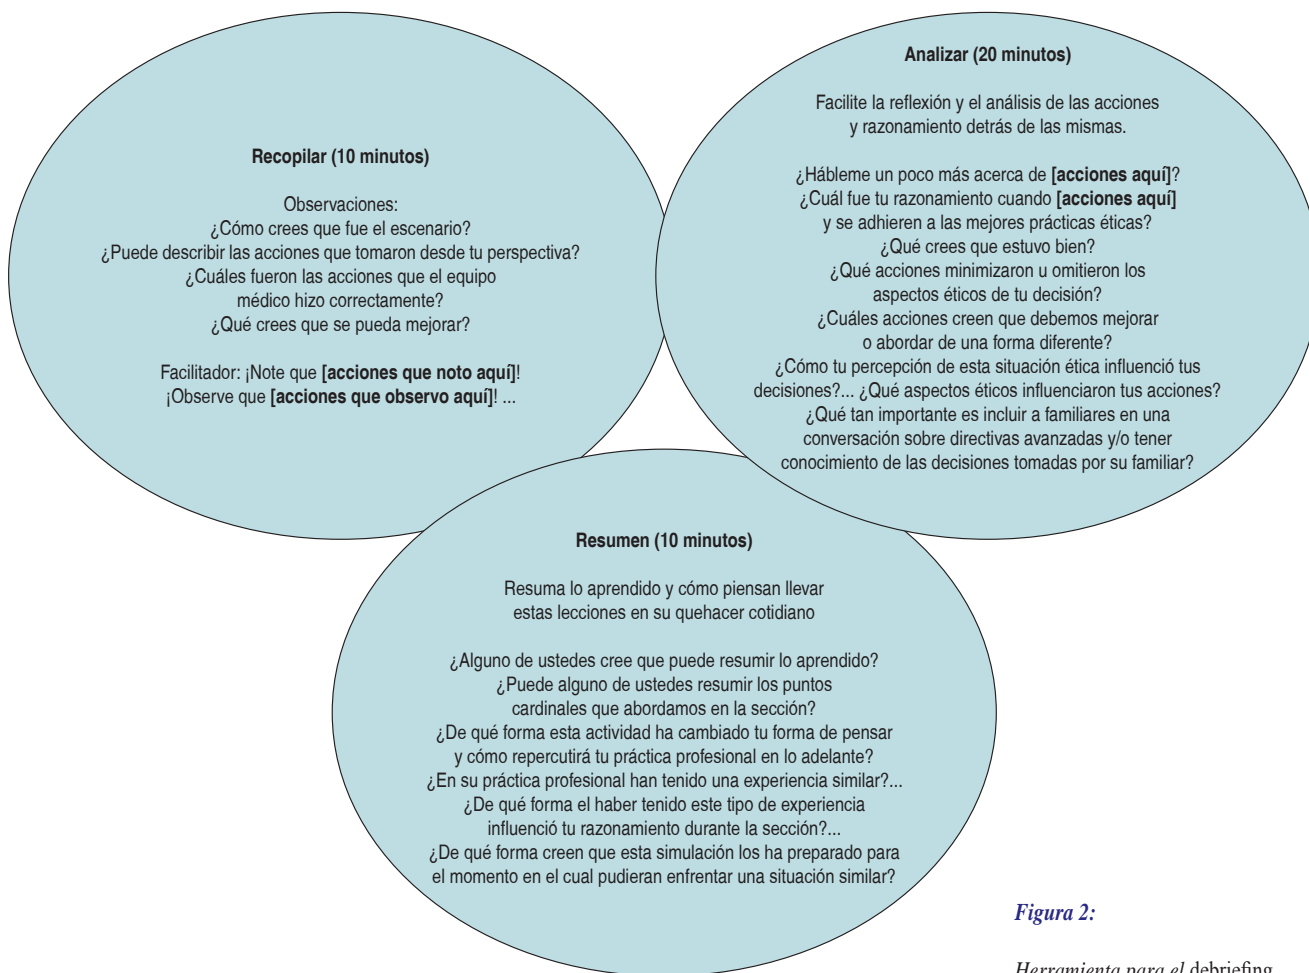 Recopilar (10 minutos)
Observaciones:
¿Cómo crees que fue el escenario?
¿Puede describir las acciones que tomaron desde tu perspectiva?
¿Cuáles fueron las acciones que el equipo
médico hizo correctamente?
¿Qué crees que se pueda mejorar?
Facilitador: ¡Note que [acciones que noto aquí]!
¡Observe que [acciones que observo aquí]! ...
Analizar (20 minutos)
Facilite la reflexión y el análisis de las acciones
y razonamiento detrás de las mismas.
¿Hábleme un poco más acerca de [acciones aquí]?
¿Cuál fue tu razonamiento cuando [acciones aquí]
y se adhieren a las mejores prácticas éticas?
¿Qué crees que estuvo bien?
¿Qué acciones minimizaron u omitieron los
aspectos éticos de tu decisión?
¿Cuáles acciones creen que debemos mejorar
o abordar de una forma diferente?
¿Cómo tu percepción de esta situación ética influenció tus
decisiones?... ¿Qué aspectos éticos influenciaron tus acciones?
¿Qué tan importante es incluir a familiares en una
conversación sobre directivas avanzadas y/o tener
conocimiento de las decisiones tomadas por su familiar?
Resumen (10 minutos)
Resuma lo aprendido y cómo piensan llevar
estas lecciones en su quehacer cotidiano
¿Alguno de ustedes cree que puede resumir lo aprendido?
¿Puede alguno de ustedes resumir los puntos
cardinales que abordamos en la sección?
¿De qué forma esta actividad ha cambiado tu forma de pensar
y cómo repercutirá tu práctica profesional en lo adelante?
¿En su práctica profesional han tenido una experiencia similar?...
¿De qué forma el haber tenido este tipo de experiencia
influenció tu razonamiento durante la sección?...
¿De qué forma creen que esta simulación los ha preparado para
el momento en el cual pudieran enfrentar una situación similar?
Figura 2:
Herramienta para el debriefing